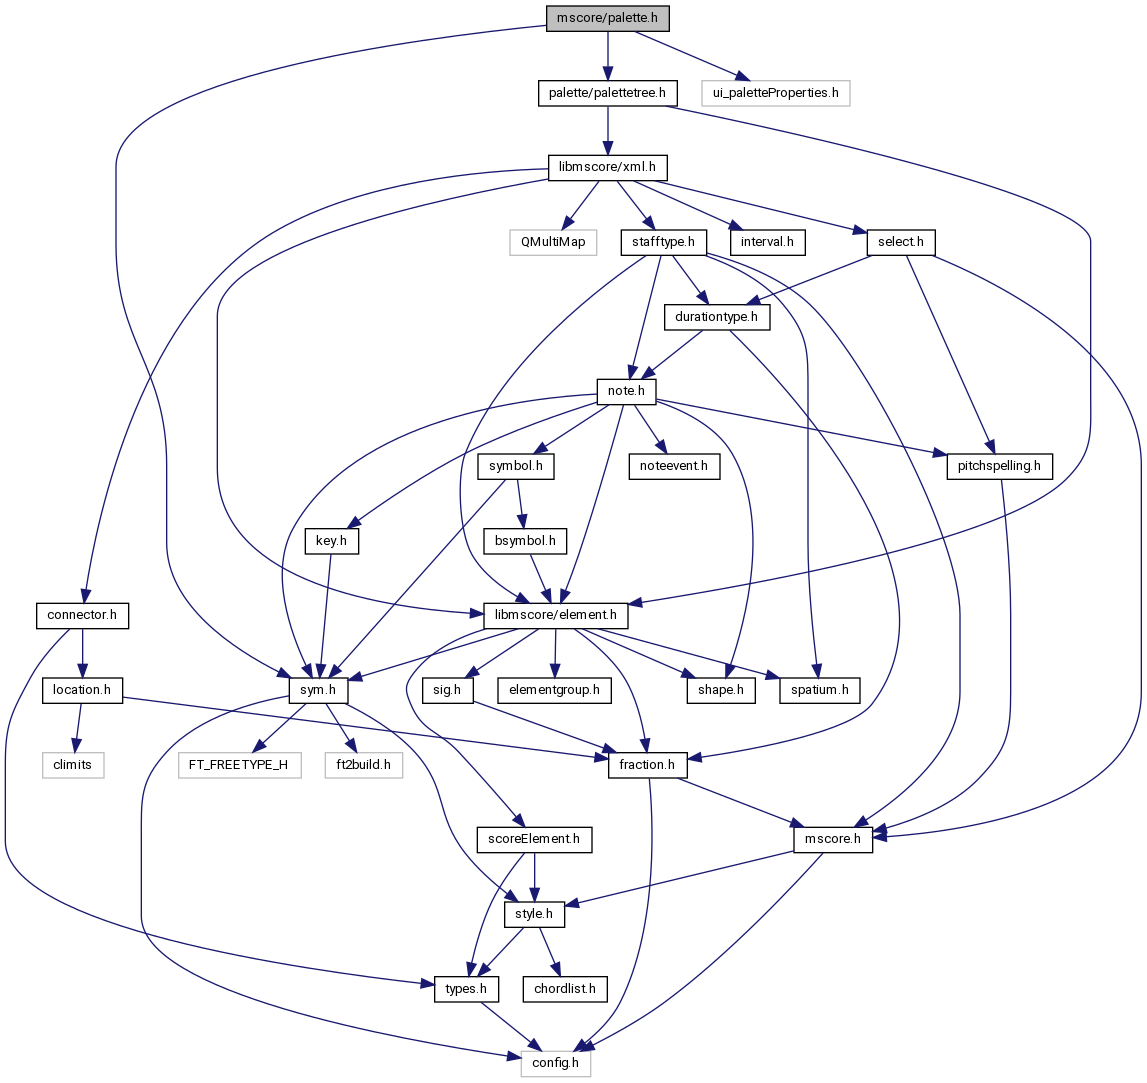 mscore/palette.h
palette/palettetree.h
ui_paletteProperties.h
libmscore/xml.h
QMultiMap
stafftype.h
interval.h
select.h
durationtype.h
note.h
symbol.h
noteevent.h
pitchspelling.h
key.h
bsymbol.h
connector.h
libmscore/element.h
location.h
sym.h
sig.h
elementgroup.h
shape.h
spatium.h
climits
FT_FREETYPE_H
ft2build.h
fraction.h
scoreElement.h
mscore.h
style.h
types.h
chordlist.h
config.h